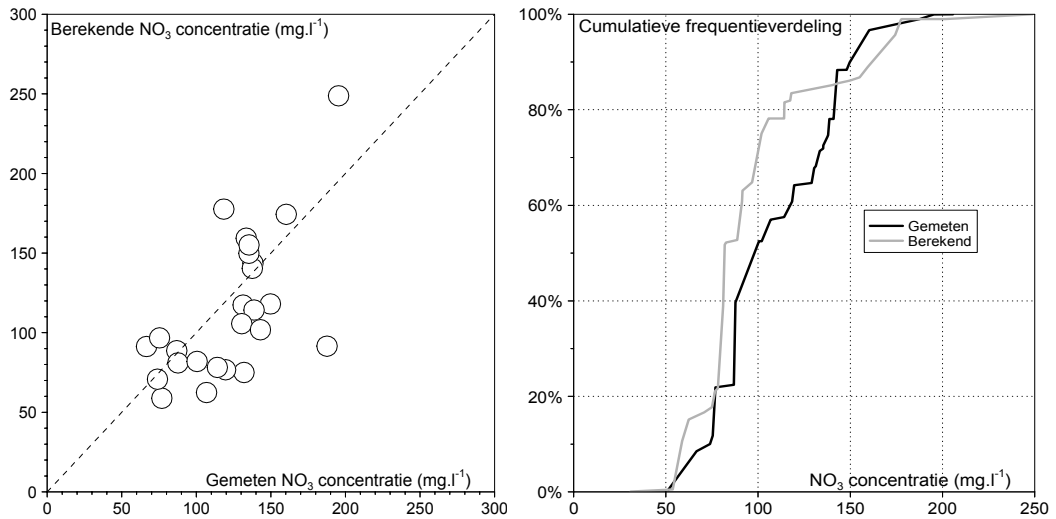 Berekende NO₃ concentratie (mg.l⁻¹)
300
250
200
150
100
50
0
Gemeten NO₃ concentratie (mg.l⁻¹)
0 50 100 150 200 250 300
Cumulatieve frequentieverdeling
100%
80%
60%
40%
20%
0%
Gemeten
Berekend
NO₃ concentratie (mg.l⁻¹)
0 50 100 150 200 250